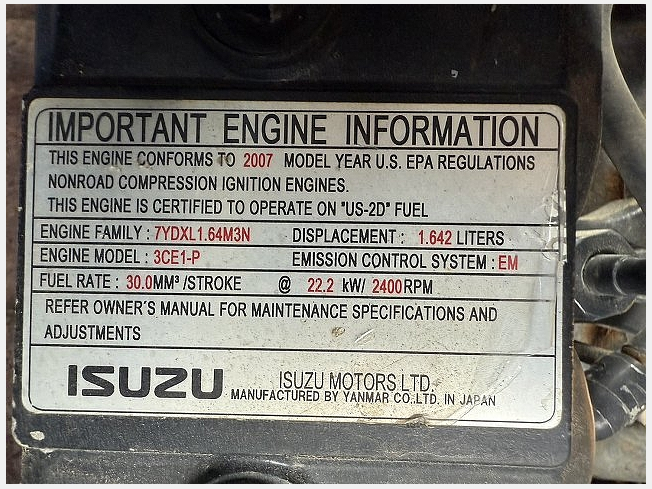 IMPORTANT ENGINE INFORMATION
THIS ENGINE CONFORMS TO 2007 MODEL YEAR U.S. EPA REGULATIONS
NONROAD COMPRESSION IGNITION ENGINES.
THIS ENGINE IS CERTIFIED TO OPERATE ON "US-2D" FUEL
ENGINE FAMILY : 7YDXL1.64M3N DISPLACEMENT : 1.642 LITERS
ENGINE MODEL : 3CE1-P EMISSION CONTROL SYSTEM : EM
FUEL RATE : 30.0MM³ /STROKE @ 22.2 kW/ 2400RPM
REFER OWNER'S MANUAL FOR MAINTENANCE SPECIFICATIONS AND
ADJUSTMENTS
ISUZU ISUZU MOTORS LTD.
MANUFACTURED BY YANMAR CO.,LTD. IN JAPAN